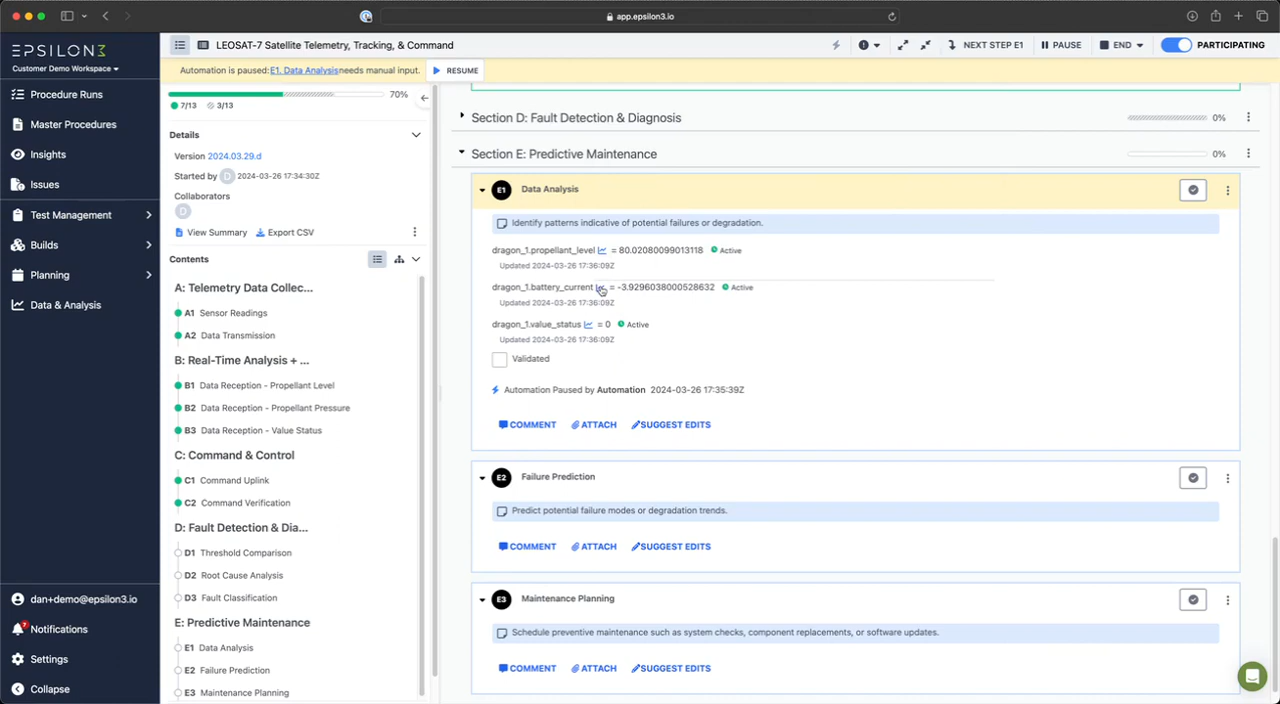 app.epsilon3.io
EPSILON3
Customer Demo Workspace
Procedure Runs
Master Procedures
Insights
Issues
Test Management
Builds
Planning
Data & Analysis
dan+demo@epsilon3.io
7
Notifications
Settings
Collapse
LEOSAT-7 Satellite Telemetry, Tracking, & Command
NEXT STEP E1
PAUSE
END
PARTICIPATING
Automation is paused: E1. Data Analysis needs manual input.
RESUME
70%
7/13 3/13
Details
Version 2024.03.29.d
Started by D 2024-03-26 17:34:30Z
Collaborators
D
View Summary Export CSV
Contents
A: Telemetry Data Collec...
A1 Sensor Readings
A2 Data Transmission
B: Real-Time Analysis + ...
B1 Data Reception - Propellant Level
B2 Data Reception - Propellant Pressure
B3 Data Reception - Value Status
C: Command & Control
C1 Command Uplink
C2 Command Verification
D: Fault Detection & Dia...
D1 Threshold Comparison
D2 Root Cause Analysis
D3 Fault Classification
E: Predictive Maintenance
E1 Data Analysis
E2 Failure Prediction
E3 Maintenance Planning
Section D: Fault Detection & Diagnosis 0%
Section E: Predictive Maintenance 0%
E1 Data Analysis
Identify patterns indicative of potential failures or degradation.
dragon_1.propellant_level = 80.02080099013118 Active
Updated 2024-03-26 17:36:09Z
dragon_1.battery_current = -3.9296038000528632 Active
Updated 2024-03-26 17:36:09Z
dragon_1.value_status = 0 Active
Updated 2024-03-26 17:36:09Z
Validated
Automation Paused by Automation 2024-03-26 17:35:39Z
COMMENT ATTACH SUGGEST EDITS
E2 Failure Prediction
Predict potential failure modes or degradation trends.
COMMENT ATTACH SUGGEST EDITS
E3 Maintenance Planning
Schedule preventive maintenance such as system checks, component replacements, or software updates.
COMMENT ATTACH SUGGEST EDITS